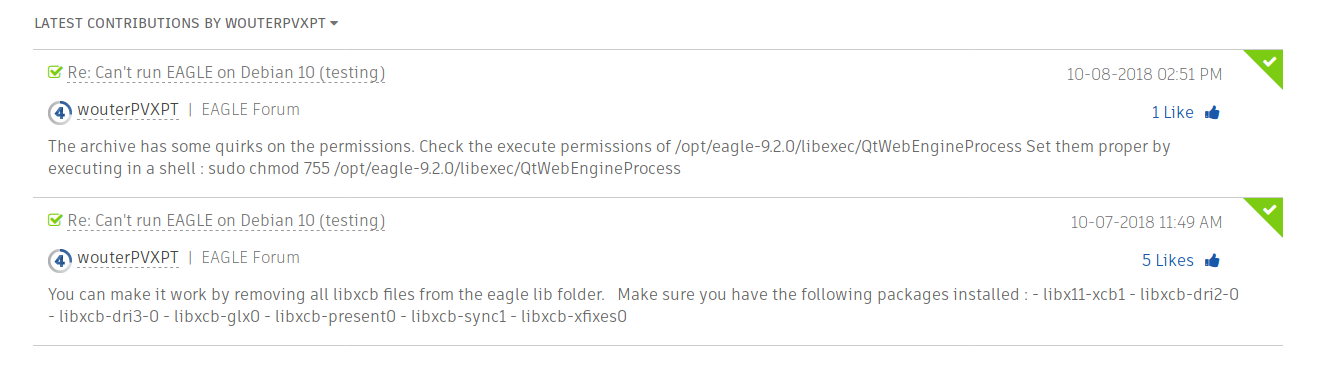 LATEST CONTRIBUTIONS BY WOUTERPVXPT
Re: Can't run EAGLE on Debian 10 (testing)
10-08-2018 02:51 PM
4 wouterPVXPT | EAGLE Forum
1 Like
The archive has some quirks on the permissions. Check the execute permissions of /opt/eagle-9.2.0/libexec/QtWebEngineProcess Set them proper by
executing in a shell : sudo chmod 755 /opt/eagle-9.2.0/libexec/QtWebEngineProcess
Re: Can't run EAGLE on Debian 10 (testing)
10-07-2018 11:49 AM
4 wouterPVXPT | EAGLE Forum
5 Likes
You can make it work by removing all libxcb files from the eagle lib folder.   Make sure you have the following packages installed : - libx11-xcb1 - libxcb-dri2-0
- libxcb-dri3-0 - libxcb-glx0 - libxcb-present0 - libxcb-sync1 - libxcb-xfixes0